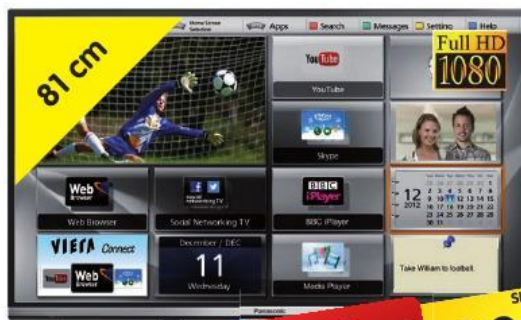 81 cm
Home Screen Selection
Apps
Search
Messages
Setting
Help
Full HD
1080
YouTube
YouTube
Skype
Web Browser
Web Browser
Social Networking TV
BBC iPlayer
BBC iPlayer
12
2012
VIERA Connect
YouTube
Web Browser
December / DEC
11
Wednesday
Media Player
Take William to football.
Panasonic